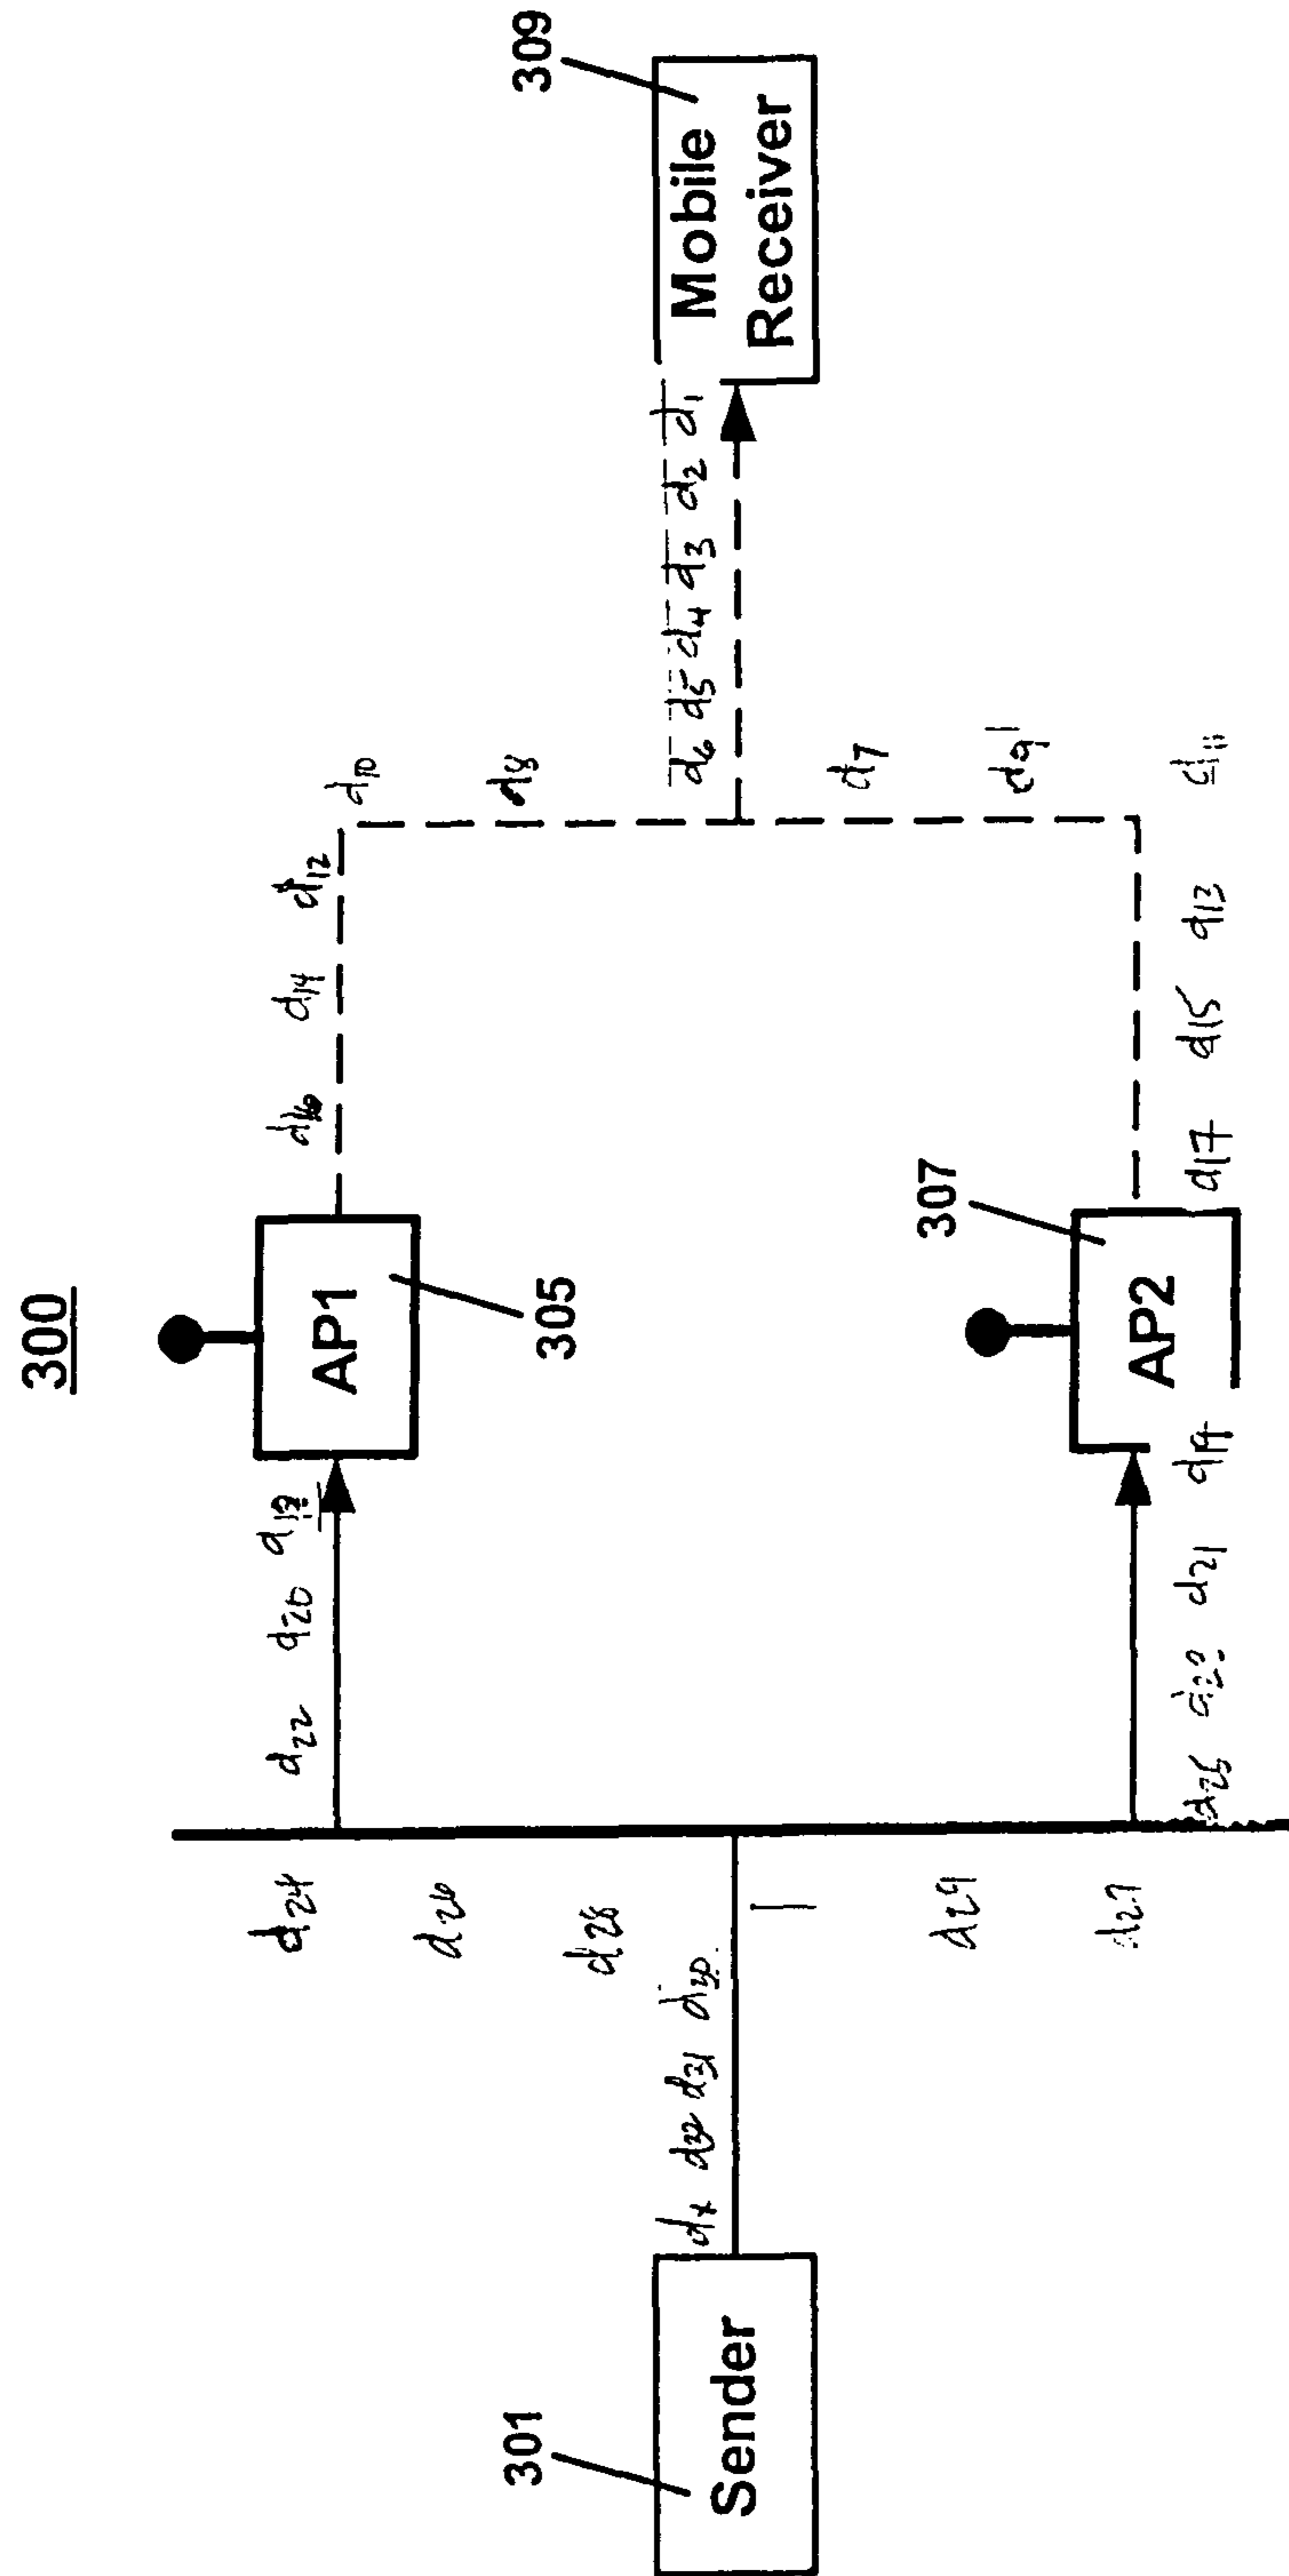 300
d24
d22 d20
d16 d14 d12
d10
d26
AP1
d8
305
d28
301
309
dx d32 d31 d30
d6 d5 d4 d3 d2 d1
Sender
Mobile
Receiver
d7
307
d29
d9
d27
AP2
d25 d21 d19
d17 d15 d13
d11